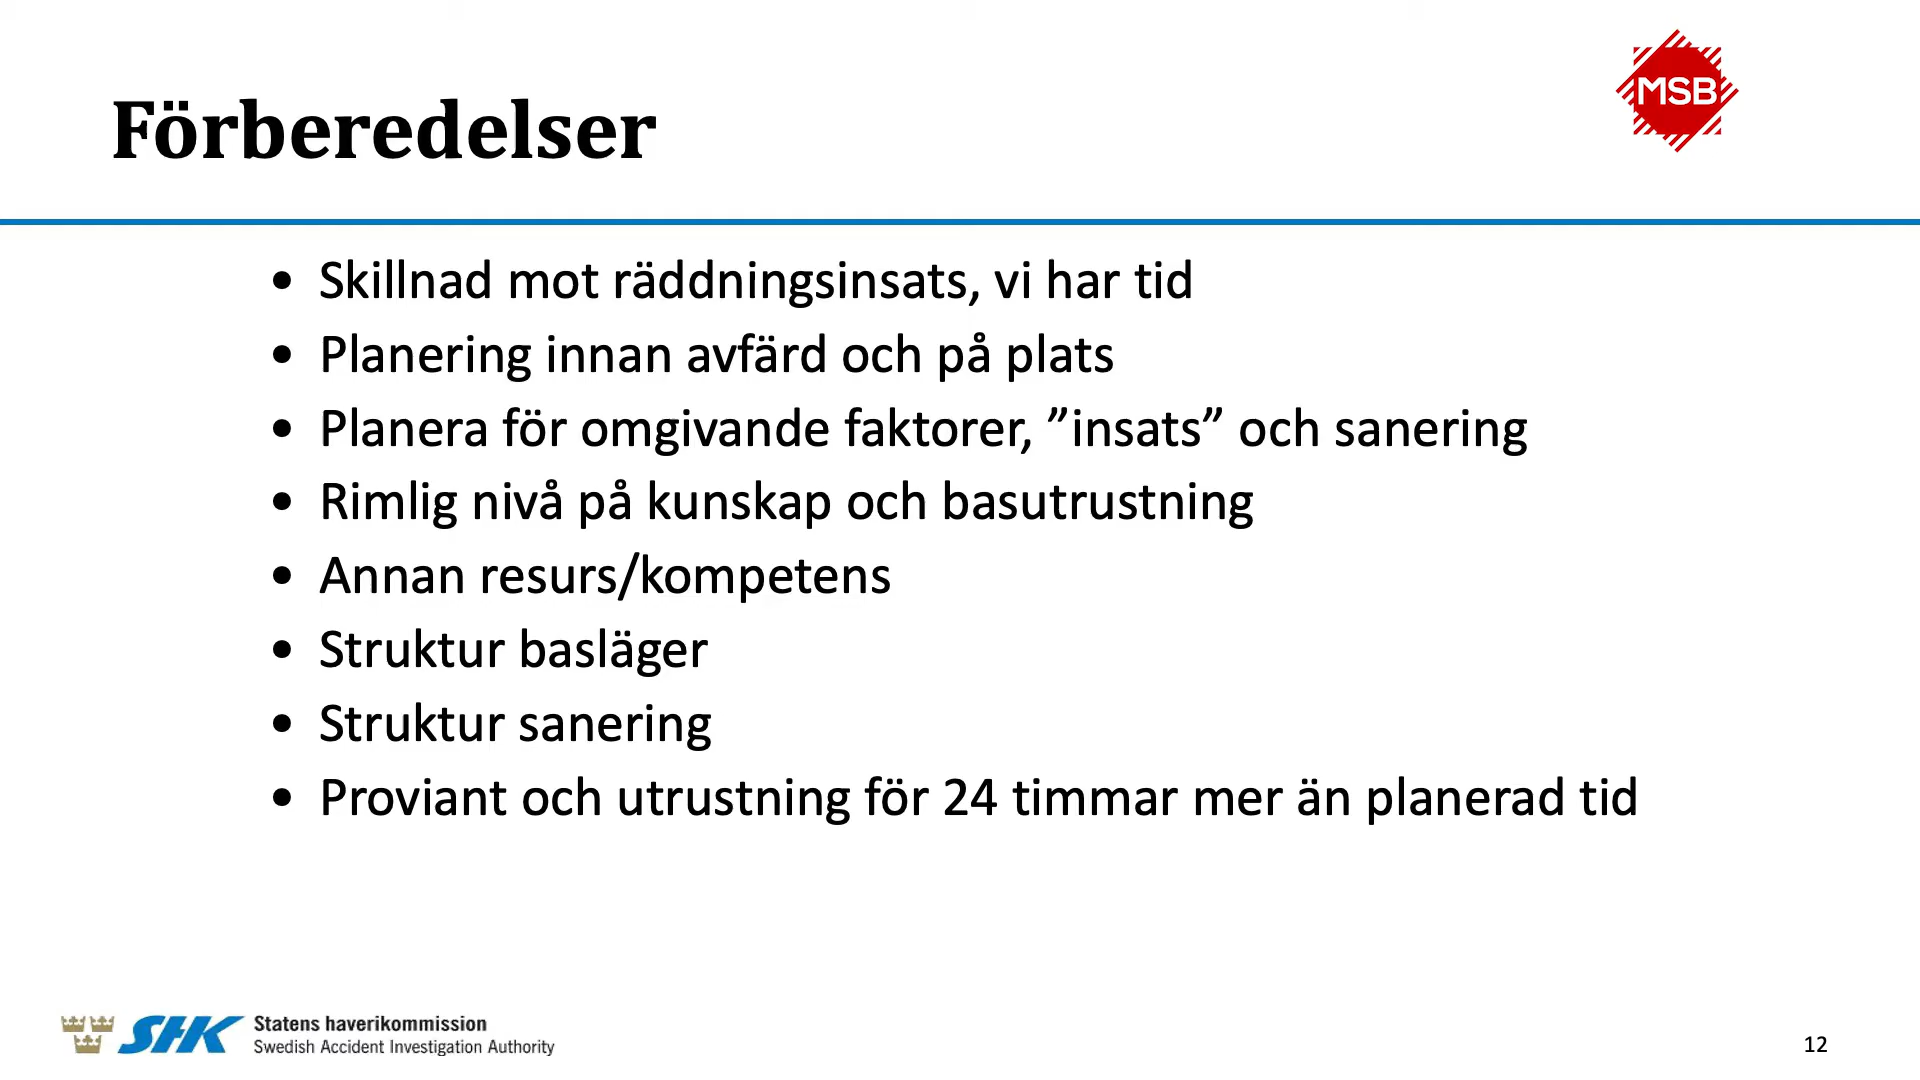 Förberedelser
MSB
• Skillnad mot räddningsinsats, vi har tid
• Planering innan avfärd och på plats
• Planera för omgivande faktorer, ”insats” och sanering
• Rimlig nivå på kunskap och basutrustning
• Annan resurs/kompetens
• Struktur basläger
• Struktur sanering
• Proviant och utrustning för 24 timmar mer än planerad tid
SHK
Statens haverikommission
Swedish Accident Investigation Authority
12